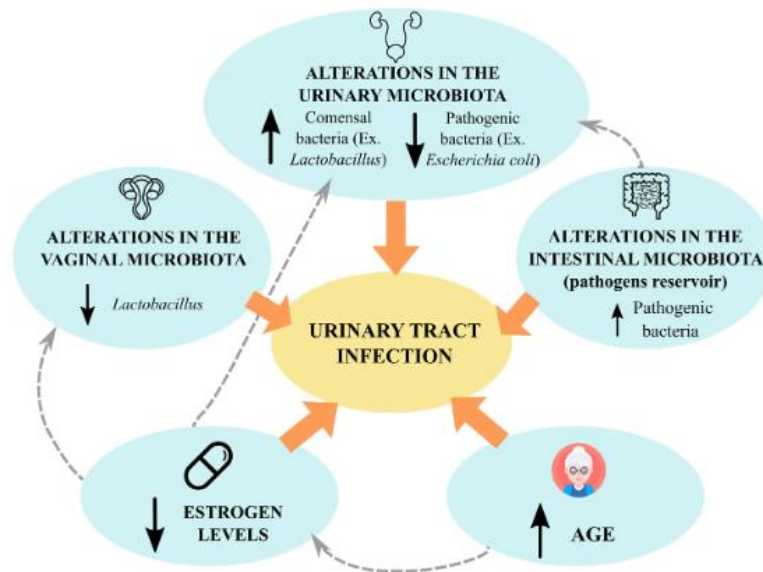 ALTERATIONS IN THE
URINARY MICROBIOTA
Comensal
bacteria (Ex.
Lactobacillus)
Pathogenic
bacteria (Ex.
Escherichia coli)
ALTERATIONS IN THE
VAGINAL MICROBIOTA
Lactobacillus
ALTERATIONS IN THE
INTESTINAL MICROBIOTA
(pathogens reservoir)
Pathogenic
bacteria
URINARY TRACT
INFECTION
ESTROGEN
LEVELS
AGE